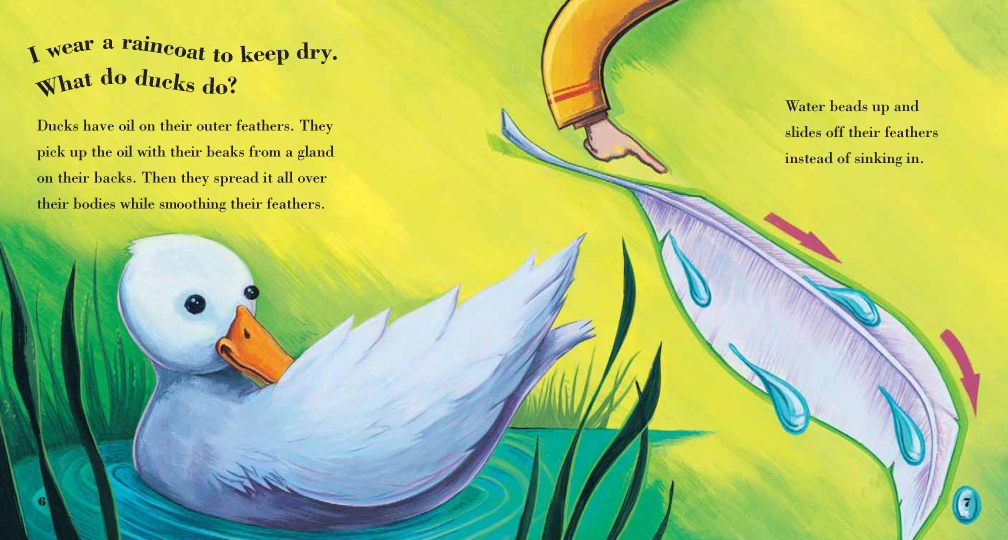 I wear a raincoat to keep dry.
What do ducks do?
Ducks have oil on their outer feathers. They
pick up the oil with their beaks from a gland
on their backs. Then they spread it all over
their bodies while smoothing their feathers.
6
Water beads up and
slides off their feathers
instead of sinking in.
7